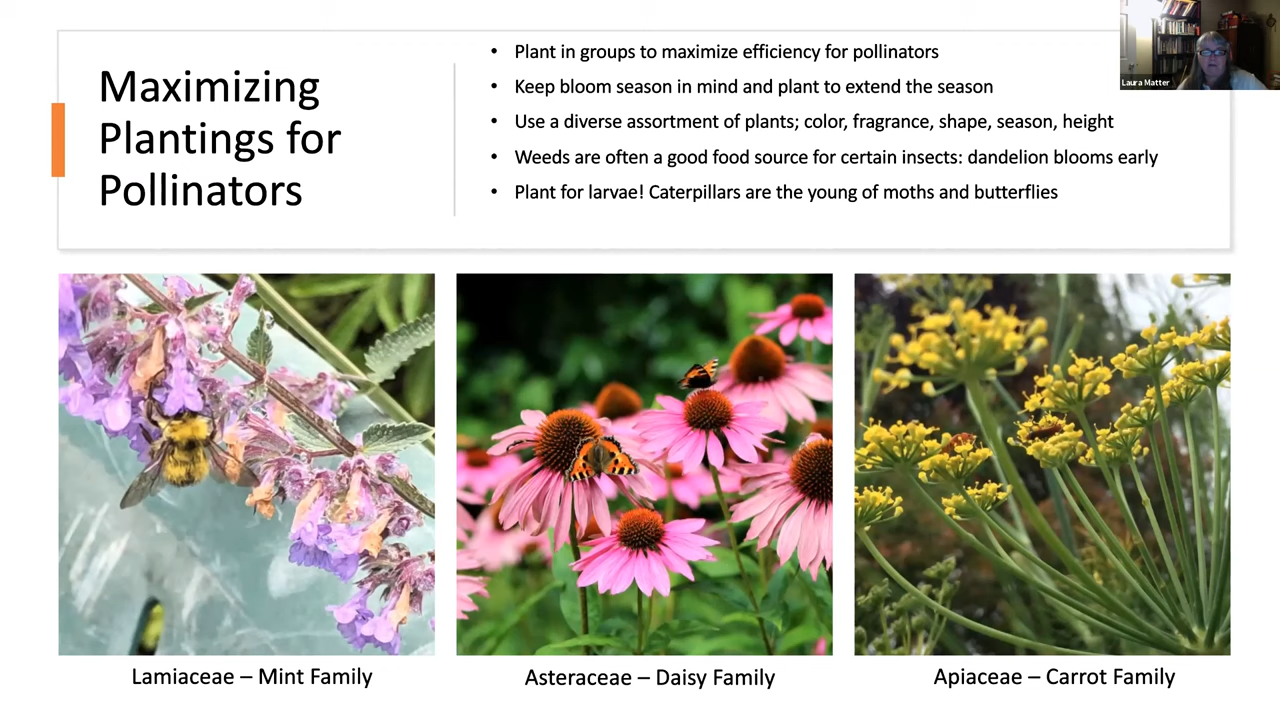 Maximizing
Plantings for
Pollinators
• Plant in groups to maximize efficiency for pollinators
• Keep bloom season in mind and plant to extend the season
• Use a diverse assortment of plants; color, fragrance, shape, season, height
• Weeds are often a good food source for certain insects: dandelion blooms early
• Plant for larvae! Caterpillars are the young of moths and butterflies
Laura Matter
Lamiaceae – Mint Family
Asteraceae – Daisy Family
Apiaceae – Carrot Family